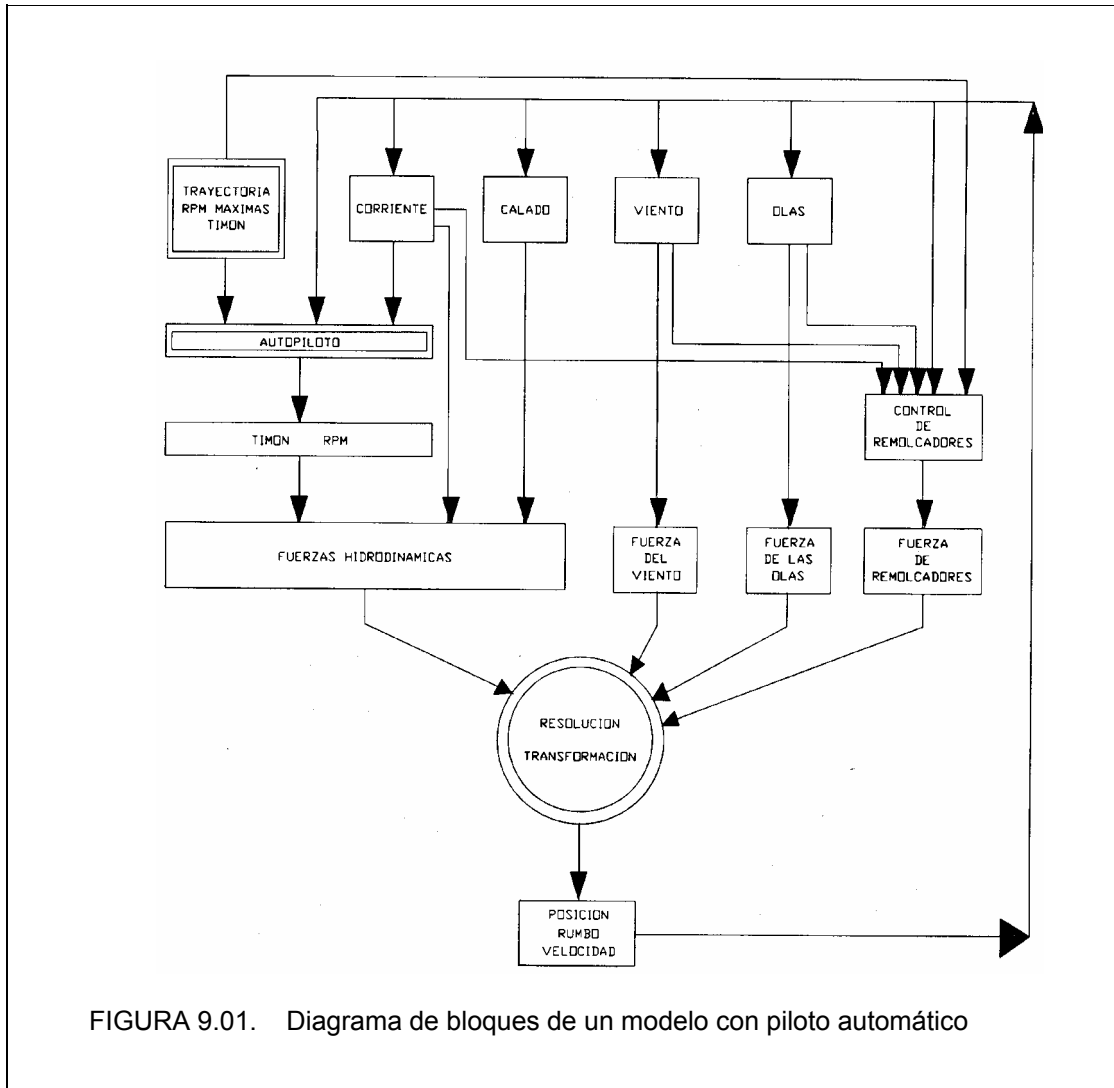 TRAYECTORIA
RPM MAXIMAS
TIMON
CORRIENTE
CALADO
VIENTO
OLAS
AUTOPILOTO
CONTROL
DE
REMOLCADORES
TIMON RPM
FUERZAS HIDRODINAMICAS
FUERZA
DEL
VIENTO
FUERZA
DE LAS
OLAS
FUERZA
DE
REMOLCADORES
RESOLUCION
TRANSFORMACION
POSICION
RUMBO
VELOCIDAD
FIGURA 9.01. Diagrama de bloques de un modelo con piloto automático